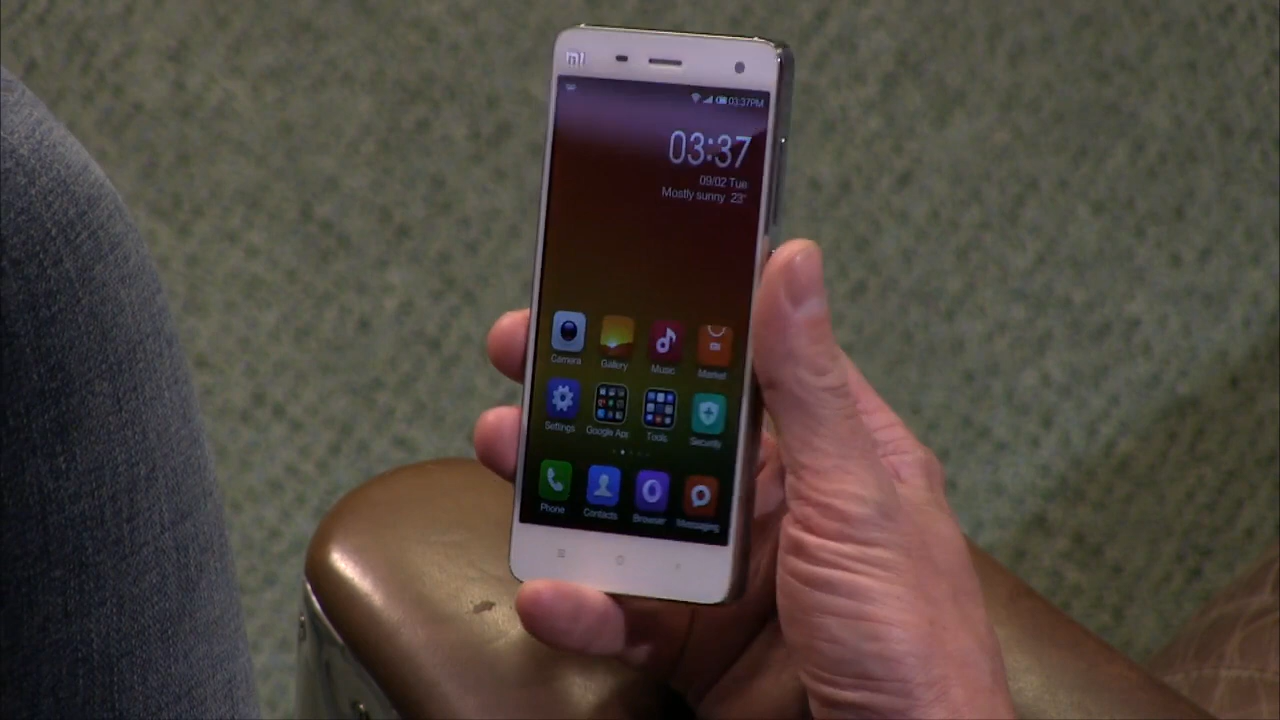 MI
03:37PM
03:37
09/02 Tue
Mostly sunny 23°
Camera Gallery Music Market
Settings Google Aps Tools Security
Phone Contacts Browser Messaging